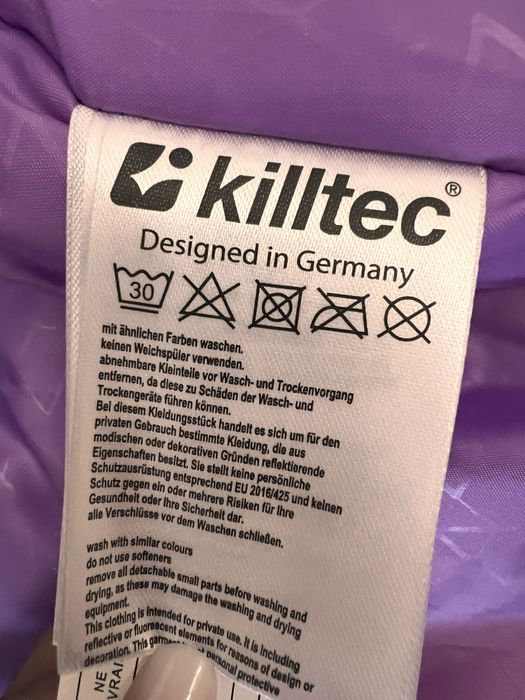 killtec®
Designed in Germany
30
mit ähnlichen Farben waschen.
keinen Weichspüler verwenden.
abnehmbare Kleinteile vor Wasch- und Trockenvorgang
entfernen, da diese zu Schäden der Wasch- und
Trockengeräte führen können.
Bei diesem Kleidungsstück handelt es sich um für den
privaten Gebrauch bestimmte Kleidung, die aus
modischen oder dekorativen Gründen reflektierende
Eigenschaften besitzt. Sie stellt keine persönliche
Schutzausrüstung entsprechend EU 2016/425 und keinen
Schutz gegen ein oder mehrere Risiken für Ihre
Gesundheit oder Ihre Sicherheit dar.
alle Verschlüsse vor dem Waschen schließen.
wash with similar colours
do not use softeners
remove all detachable small parts before washing and
drying, as these may damage the washing and drying
equipment.
This clothing is intended for private use. It is including
reflective or fluorescent elements for reasons of design or
decoration. This personal protective
NE
VRAI